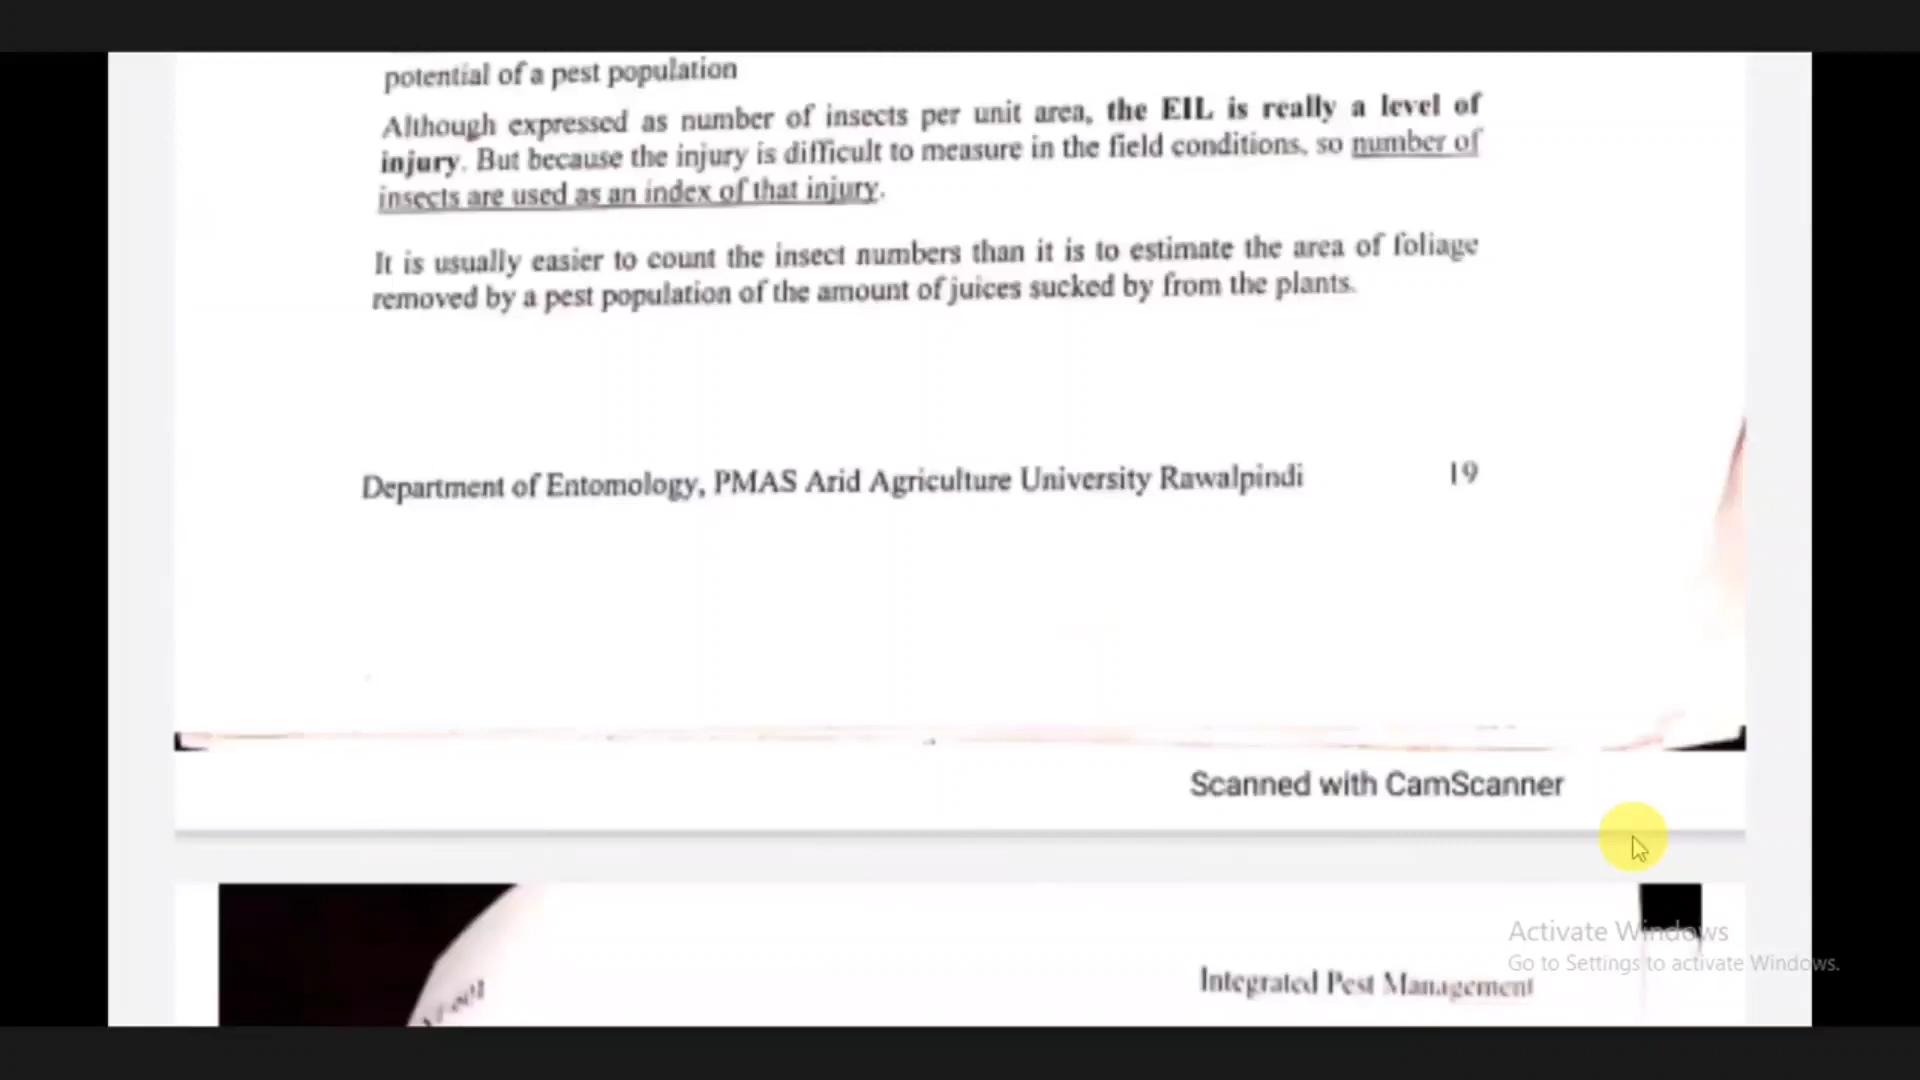 potential of a pest population
Although expressed as number of insects per unit area, the EIL is really a level of
injury. But because the injury is difficult to measure in the field conditions, so number of
insects are used as an index of that injury.
It is usually easier to count the insect numbers than it is to estimate the area of foliage
removed by a pest population of the amount of juices sucked by from the plants.
Department of Entomology, PMAS Arid Agriculture University Rawalpindi 19
Scanned with CamScanner
Activate Windows
Go to Settings to activate Windows.
Integrated Pest Management